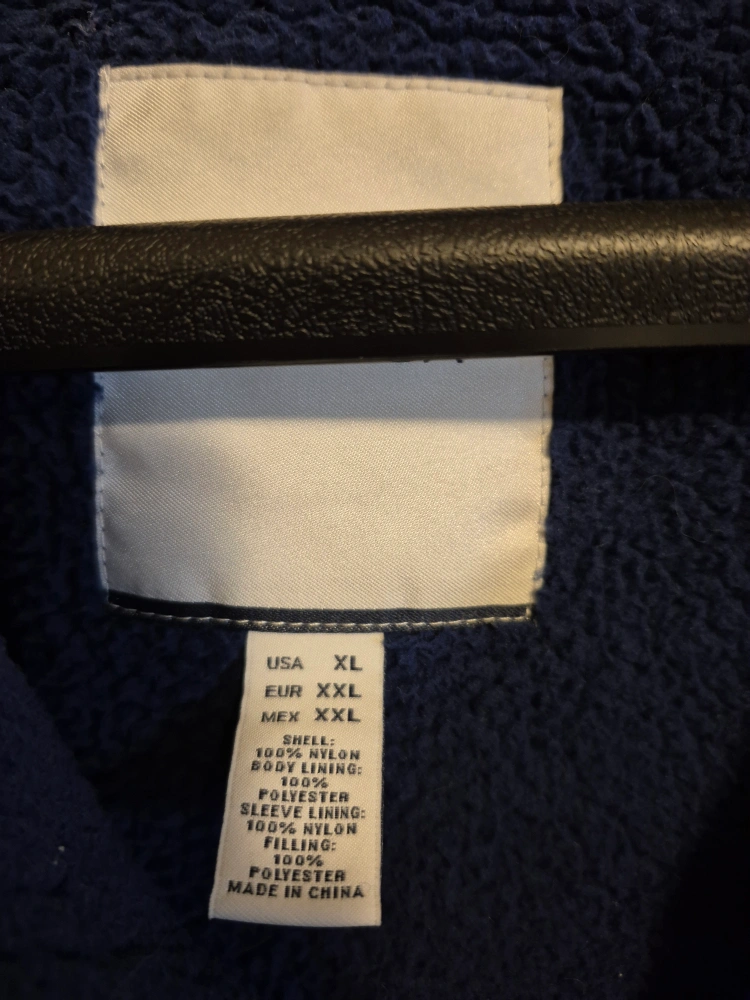 USA XL
EUR XXL
MEX XXL
SHELL:
100% NYLON
BODY LINING:
100%
POLYESTER
SLEEVE LINING:
100% NYLON
FILLING:
100%
POLYESTER
MADE IN CHINA